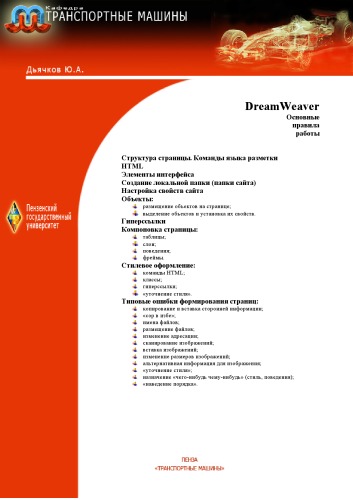 Кафедра
ТРАНСПОРТНЫЕ МАШИНЫ
Дьячков Ю.А.
DreamWeaver
Основные
правила
работы
Структура страницы. Команды языка разметки
HTML
Элементы интерфейса
Создание локальной папки (папки сайта)
Настройка свойств сайта
Объекты:
размещение объектов на странице;
выделение объектов и установка их свойств.
Гиперссылки
Компоновка страницы:
таблицы;
слои;
поведения;
фреймы.
Стилевое оформление:
команды HTML;
классы;
гиперссылки;
«уточнение стиля».
Типовые ошибки формирования страниц:
копирование и вставка сторонней информации;
«сор в избе»;
имена файлов;
размещение файлов;
изменение адресации;
сканирование изображений;
вставка изображений;
изменение размеров изображений;
альтернативная информация для изображения;
«уточнение стиля»;
назначение «чего-нибудь чему-нибудь» (стиль, поведение);
«наведение порядка».
Пензенский
государственный
университет
ПЕНЗА
«ТРАНСПОРТНЫЕ МАШИНЫ»